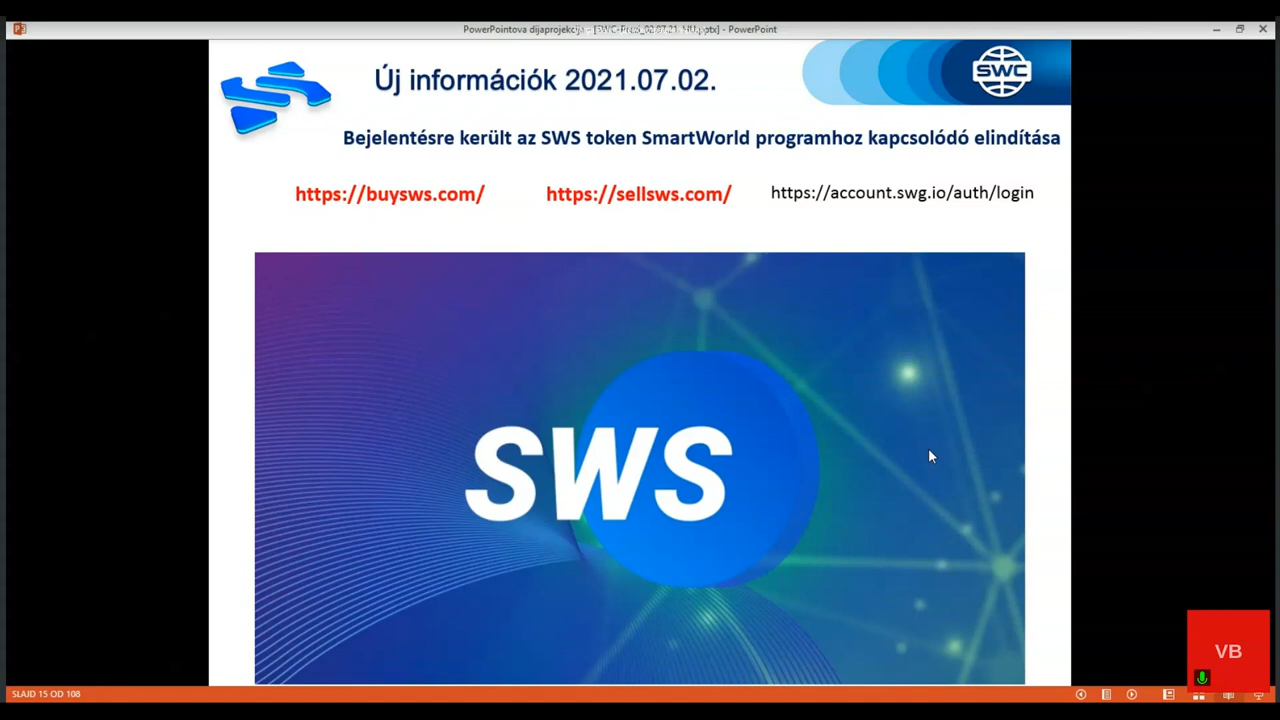 PowerPointova dijaprojekcija - [SWC-Praxi_02.07.21_HU.pptx] - PowerPoint
Új információk 2021.07.02.
SWC
Bejelentésre került az SWS token SmartWorld programhoz kapcsolódó elindítása
https://buysws.com/ https://sellsws.com/ https://account.swg.io/auth/login
SWS
VB
SLAJD 15 OD 108